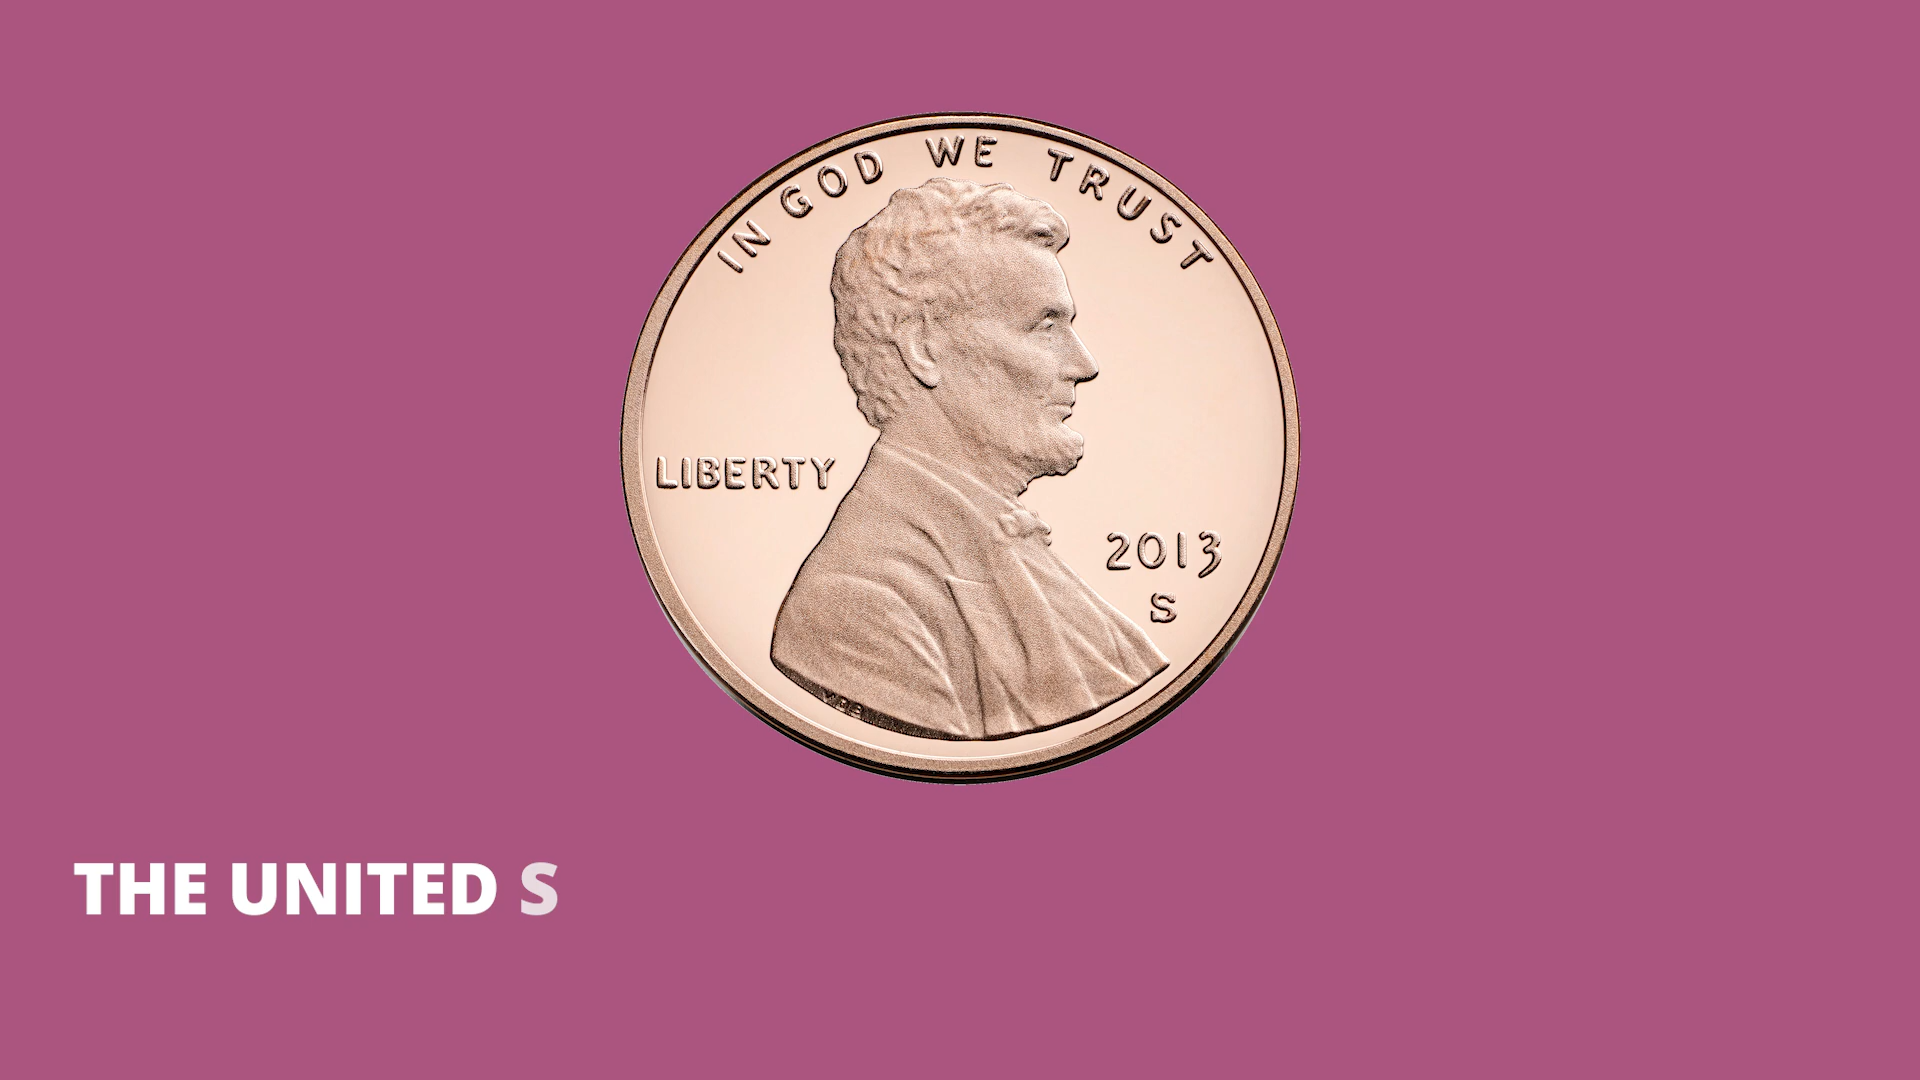 IN GOD WE TRUST
LIBERTY
2013
S
THE UNITED S